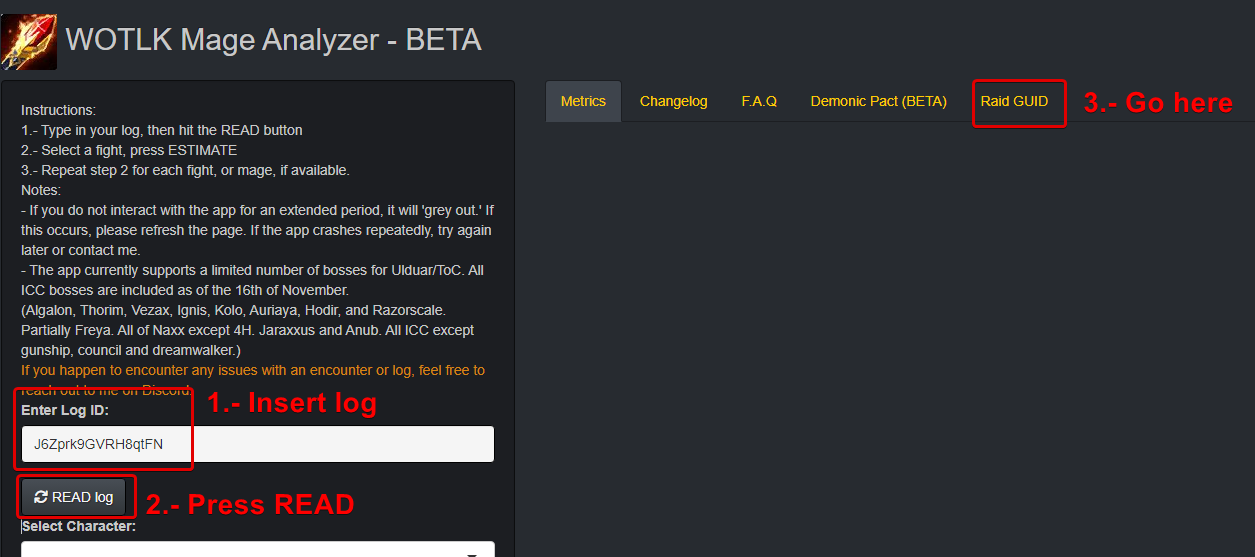 WOTLK Mage Analyzer - BETA
Metrics
Changelog
F.A.Q
Demonic Pact (BETA)
Raid GUID
3.- Go here
Instructions:
1.- Type in your log, then hit the READ button
2.- Select a fight, press ESTIMATE
3.- Repeat step 2 for each fight, or mage, if available.
Notes:
- If you do not interact with the app for an extended period, it will 'grey out.' If
this occurs, please refresh the page. If the app crashes repeatedly, try again
later or contact me.
- The app currently supports a limited number of bosses for Ulduar/ToC. All
ICC bosses are included as of the 16th of November.
(Algalon, Thorim, Vezax, Ignis, Kolo, Auriaya, Hodir, and Razorscale.
Partially Freya. All of Naxx except 4H. Jaraxxus and Anub. All ICC except
gunship, council and dreamwalker.)
If you happen to encounter any issues with an encounter or log, feel free to
reach out to me on Discord.
1.- Insert log
Enter Log ID:
J6Zprk9GVRH8qtFN
READ log
2.- Press READ
Select Character: